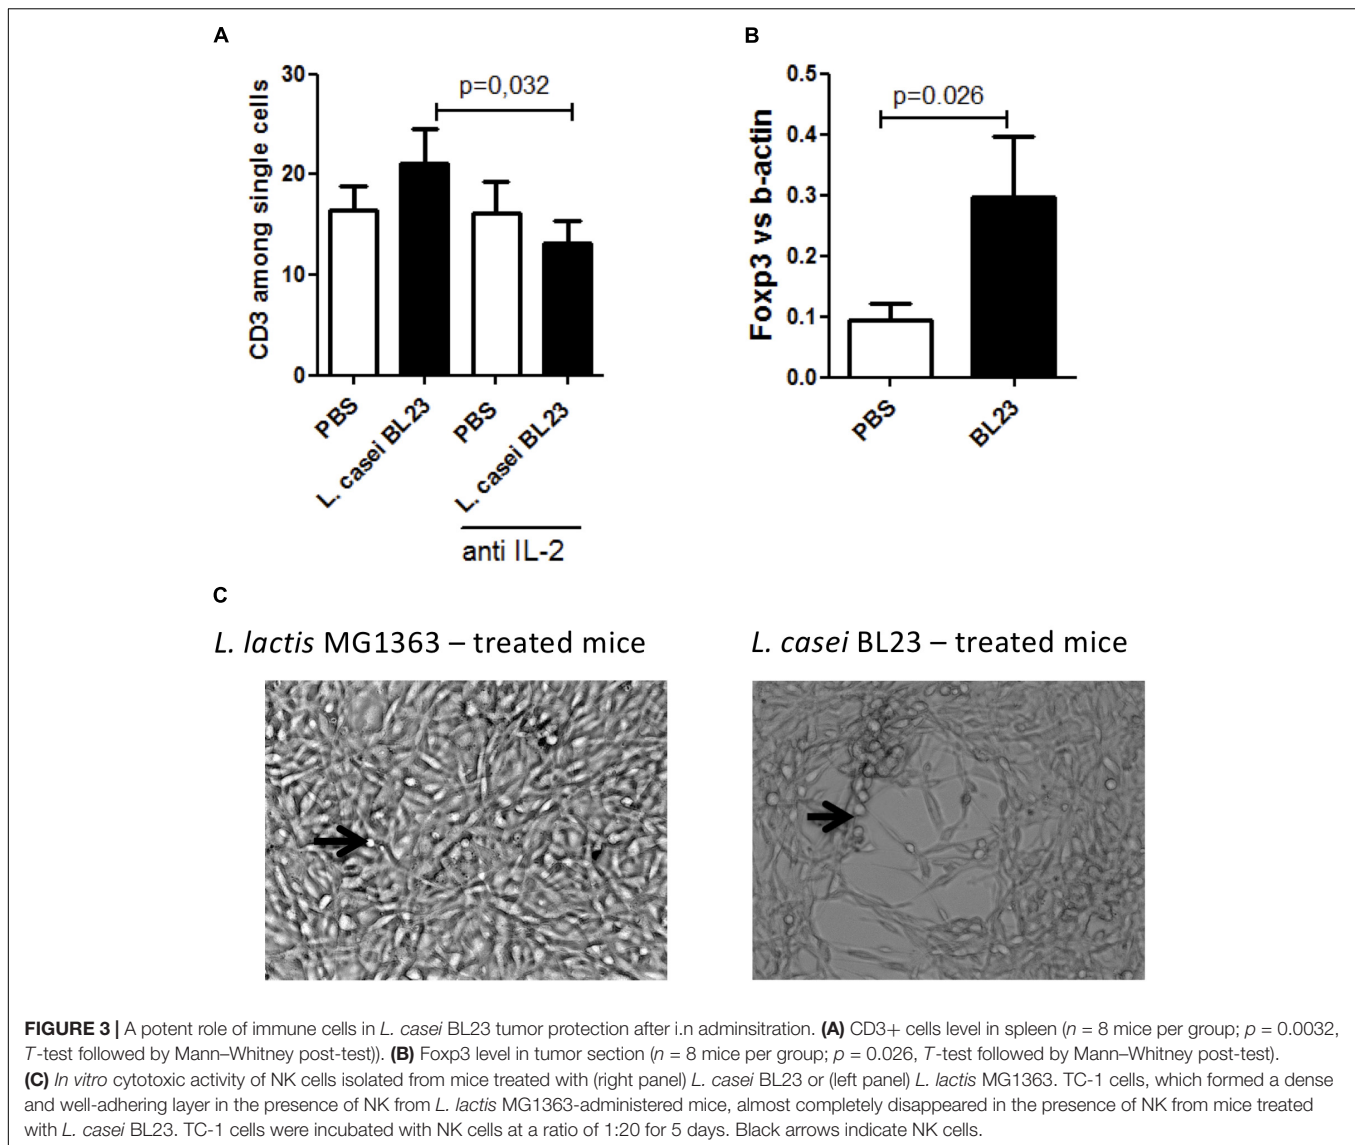 A
30
20
10
0
CD3 among single cells
p=0,032
PBS
L. casei BL23
PBS
L. casei BL23
anti IL-2
B
0.5
0.4
0.3
0.2
0.1
0.0
Foxp3 vs b-actin
p=0.026
PBS
BL23
C
L. lactis MG1363 – treated mice
L. casei BL23 – treated mice
FIGURE 3 | A potent role of immune cells in L. casei BL23 tumor protection after i.n adminsitration. (A) CD3+ cells level in spleen (n = 8 mice per group; p = 0.0032,
T-test followed by Mann–Whitney post-test)). (B) Foxp3 level in tumor section (n = 8 mice per group; p = 0.026, T-test followed by Mann–Whitney post-test).
(C) In vitro cytotoxic activity of NK cells isolated from mice treated with (right panel) L. casei BL23 or (left panel) L. lactis MG1363. TC-1 cells, which formed a dense
and well-adhering layer in the presence of NK from L. lactis MG1363-administered mice, almost completely disappeared in the presence of NK from mice treated
with L. casei BL23. TC-1 cells were incubated with NK cells at a ratio of 1:20 for 5 days. Black arrows indicate NK cells.